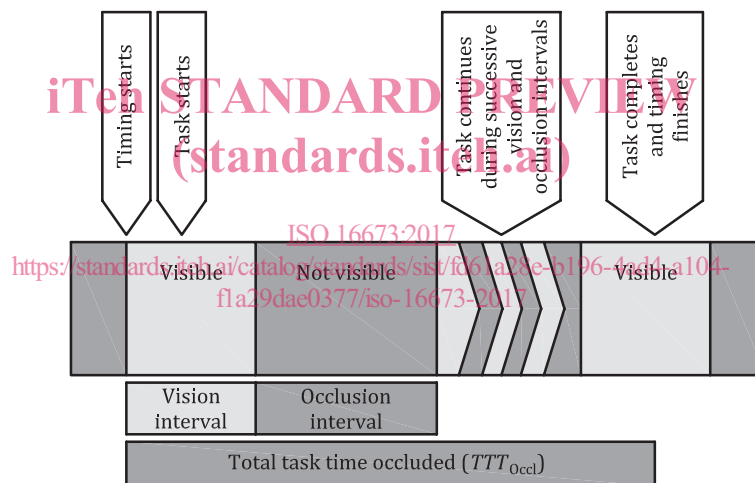 Timing starts
Task starts
Task continues
during successive
vision and
occlusion intervals
Task completes
and timing
finishes
iTeh STANDARD PREVIEW
(standards.iteh.ai)
ISO 16673:2017
https://standards.iteh.ai/catalog/standards/sist/fd61a28e-b196-4ad4-a104-
f1a29dae0377/iso-16673-2017
Visible
Not visible
Visible
Vision
interval
Occlusion
interval
Total task time occluded (TTTOccl)